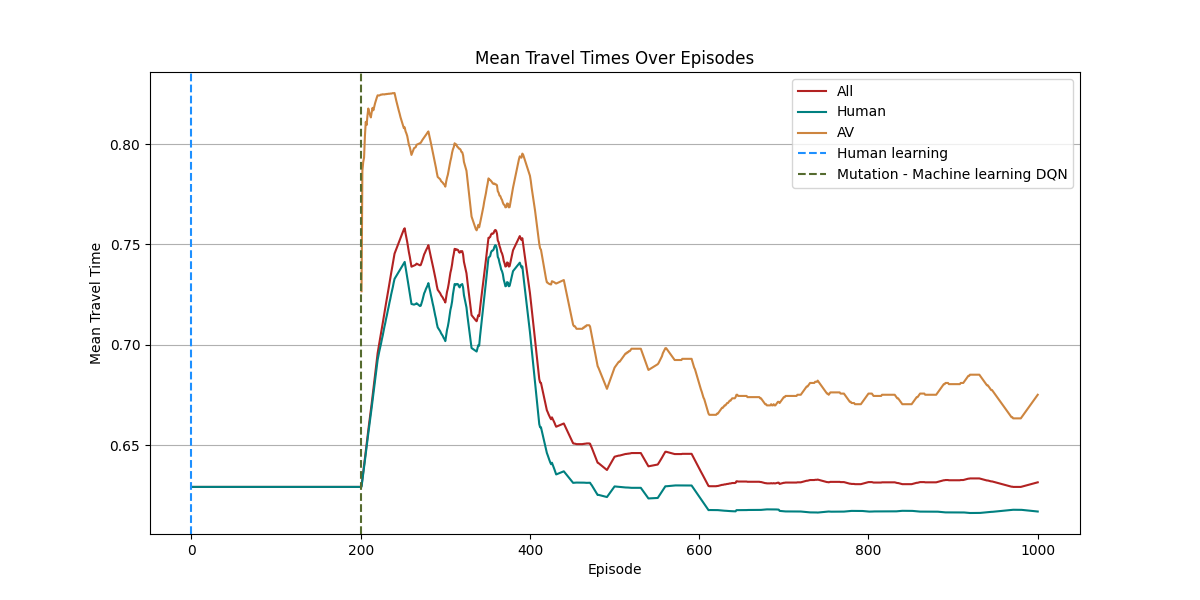 Mean Travel Times Over Episodes
All
Human
AV
Human learning
Mutation - Machine learning DQN
Mean Travel Time
0.80
0.75
0.70
0.65
0
200
400
600
800
1000
Episode